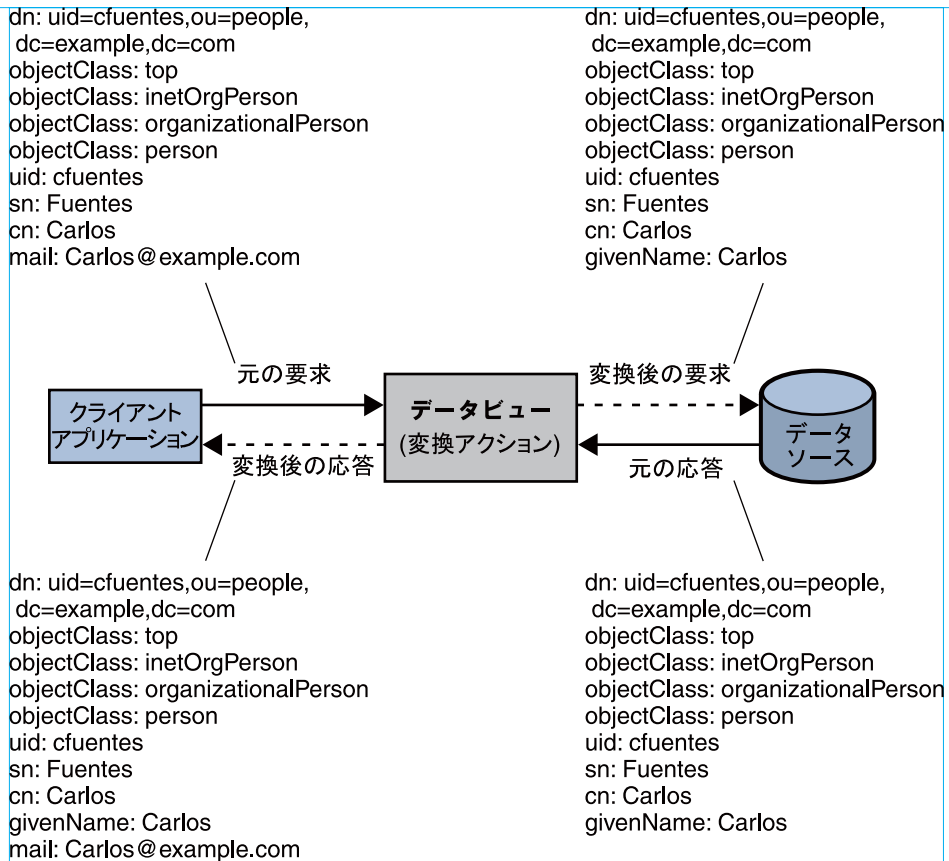 dn: uid=cfuentes,ou=people,
dc=example,dc=com
objectClass: top
objectClass: inetOrgPerson
objectClass: organizationalPerson
objectClass: person
uid: cfuentes
sn: Fuentes
cn: Carlos
mail: Carlos@example.com
dn: uid=cfuentes,ou=people,
dc=example,dc=com
objectClass: top
objectClass: inetOrgPerson
objectClass: organizationalPerson
objectClass: person
uid: cfuentes
sn: Fuentes
cn: Carlos
givenName: Carlos
元の要求
変換後の要求
クライアント
アプリケーション
データビュー
(変換アクション)
データ
ソース
変換後の応答
元の応答
dn: uid=cfuentes,ou=people,
dc=example,dc=com
objectClass: top
objectClass: inetOrgPerson
objectClass: organizationalPerson
objectClass: person
uid: cfuentes
sn: Fuentes
cn: Carlos
givenName: Carlos
mail: Carlos@example.com
dn: uid=cfuentes,ou=people,
dc=example,dc=com
objectClass: top
objectClass: inetOrgPerson
objectClass: organizationalPerson
objectClass: person
uid: cfuentes
sn: Fuentes
cn: Carlos
givenName: Carlos